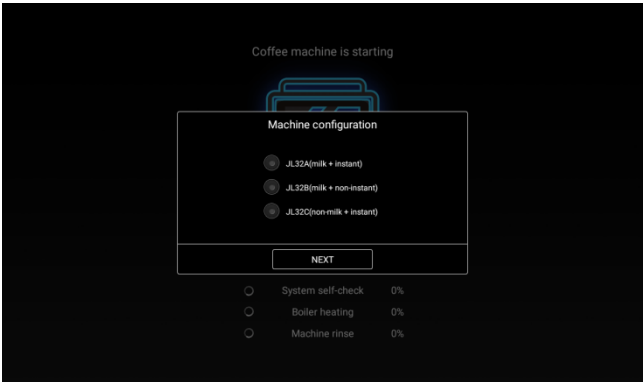 Coffee machine is starting
Machine configuration
JL32A(milk + instant)
JL32B(milk + non-instant)
JL32C(non-milk + instant)
NEXT
System self-check 0%
Boiler heating 0%
Machine rinse 0%